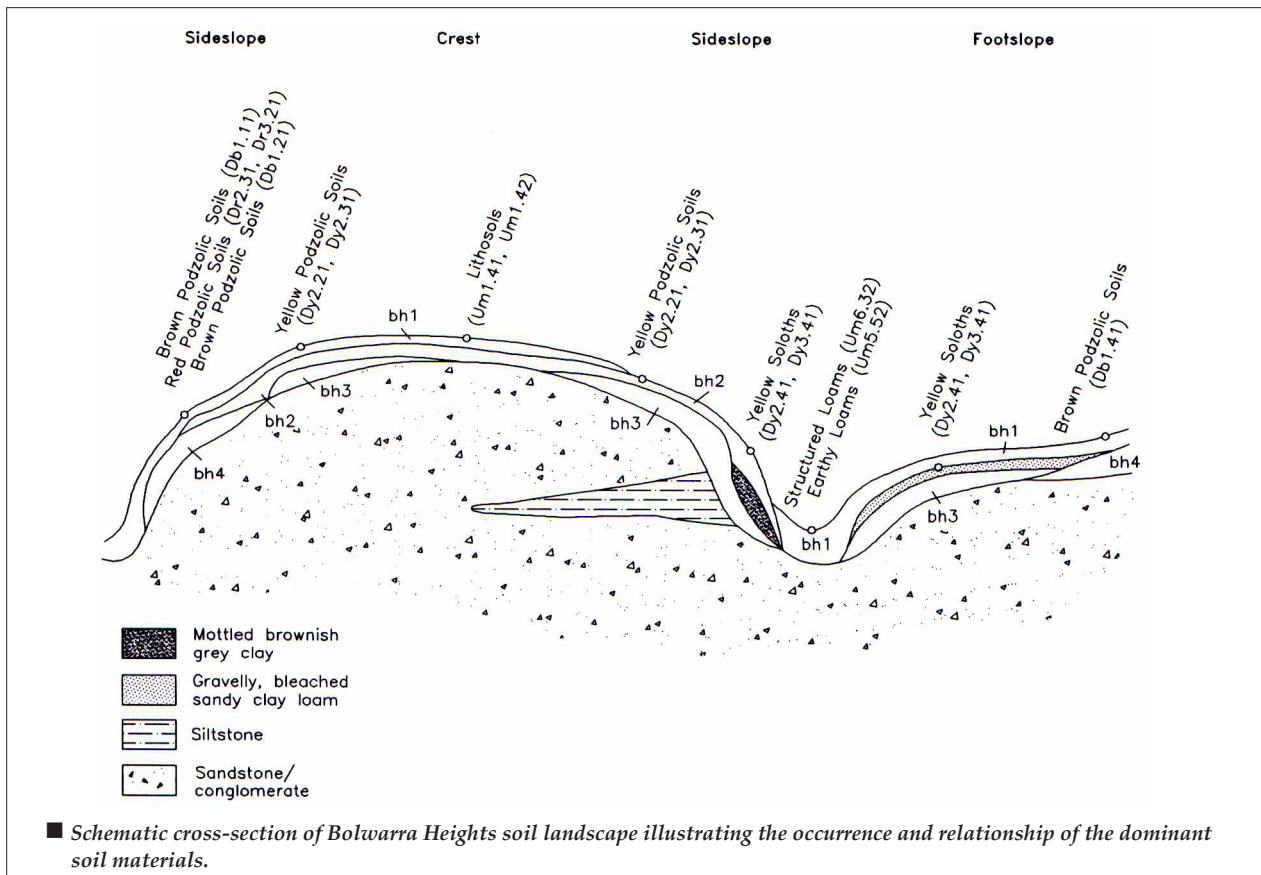 Sideslope
Crest
Sideslope
Footslope
Brown Podzolic Soils (Db1.11)
Red Podzolic Soils (Dr2.31, Dr3.21)
Brown Podzolic Soils (Db1.21)
Yellow Podzolic Soils
(Dy2.21, Dy2.31)
Lithosols
(Um1.41, Um1.42)
Yellow Podzolic Soils
(Dy2.21, Dy2.31)
Yellow Soloths
(Dy2.41, Dy3.41)
Structured Loams (Um6.32)
Earthy Loams (Um5.52)
Yellow Soloths
(Dy2.41, Dy3.41)
Brown Podzolic Soils
(Db1.41)
bh1
bh3
bh2
bh4
bh2
bh3
bh1
bh1
bh3
bh4
Mottled brownish
grey clay
Gravelly, bleached
sandy clay loam
Siltstone
Sandstone/
conglomerate
■ Schematic cross-section of Bolwarra Heights soil landscape illustrating the occurrence and relationship of the dominant
soil materials.